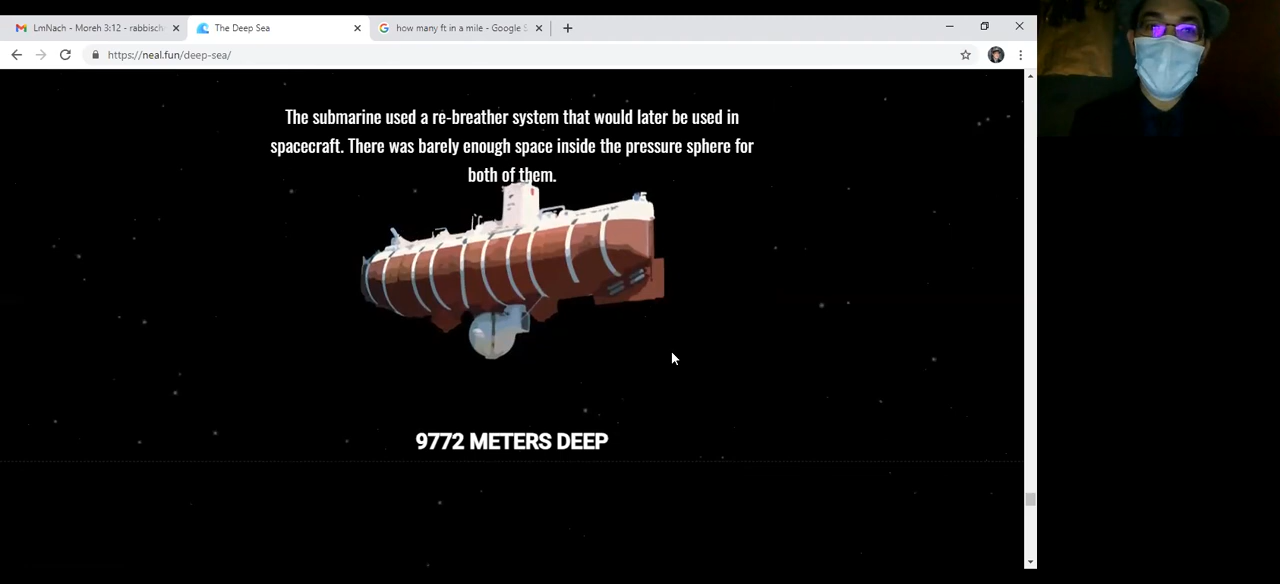 LmNach - Moreh 3:12 - rabbisch
The Deep Sea
how many ft in a mile - Google S
https://neal.fun/deep-sea/
The submarine used a re-breather system that would later be used in
spacecraft. There was barely enough space inside the pressure sphere for
both of them.
9772 METERS DEEP